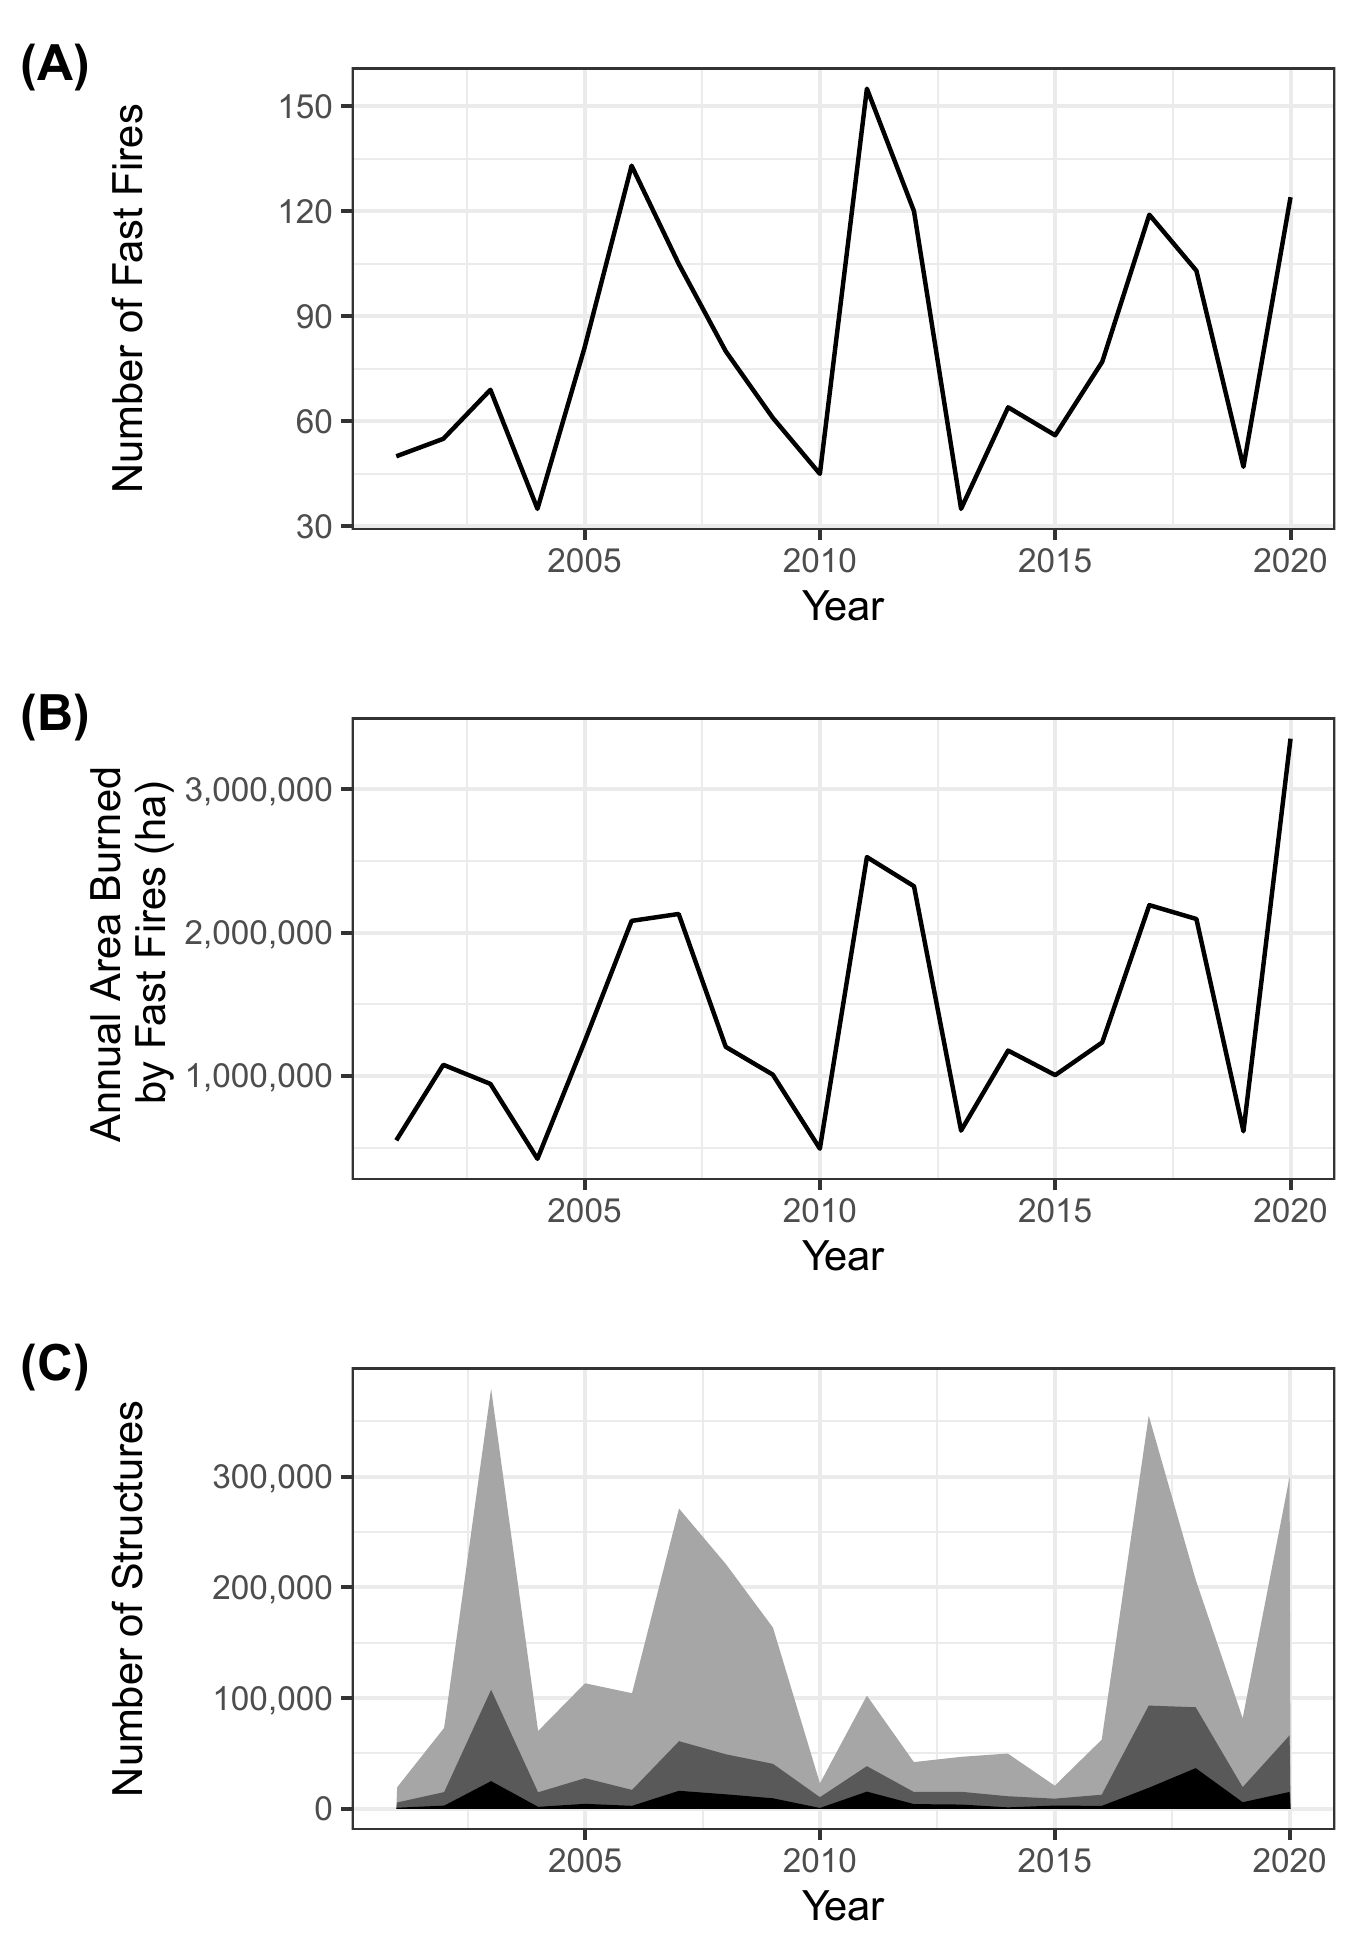 (A)
Number of Fast Fires
150
120
90
60
30
2005 2010 2015 2020
Year
(B)
Annual Area Burned
by Fast Fires (ha)
3,000,000
2,000,000
1,000,000
2005 2010 2015 2020
Year
(C)
Number of Structures
300,000
200,000
100,000
0
2005 2010 2015 2020
Year